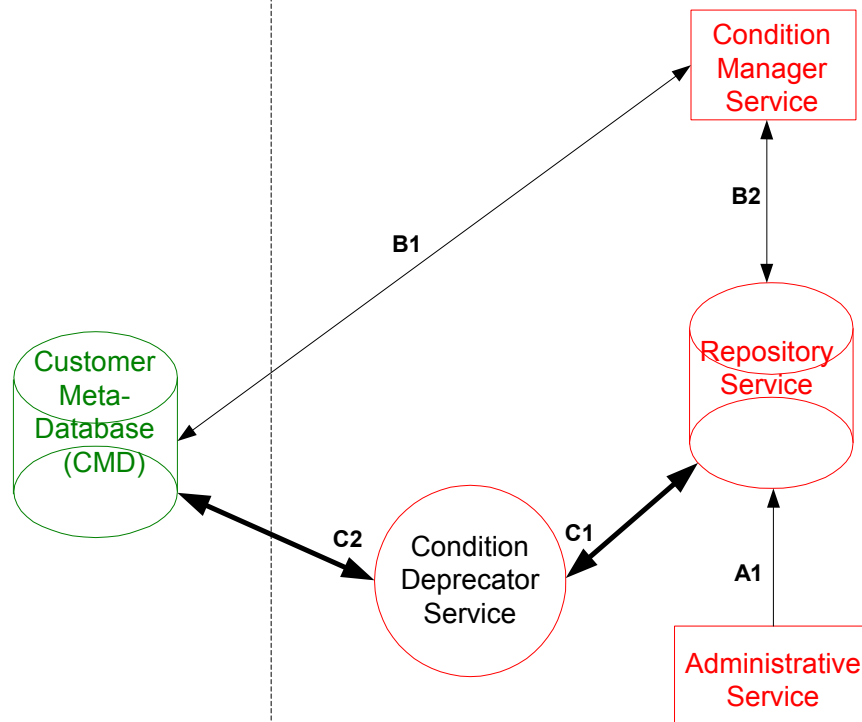 Condition
Manager
Service
B2
B1
Customer
Meta-
Database
(CMD)
Repository
Service
C2
C1
Condition
Deprecator
Service
A1
Administrative
Service